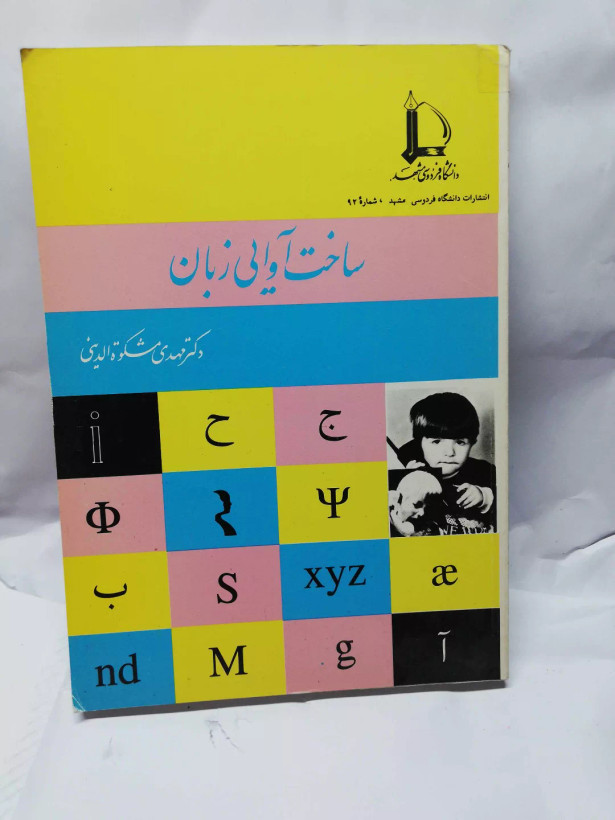 دانشگاه فردوسی مشهد
انتشارات دانشگاه فردوسی مشهد ، شمارهٔ ۹۲
ساخت آوایی زبان
دکتر مهدی مشکوة الدینی
i ح ج
Φ Ψ
ب S xyz æ
nd M g آ